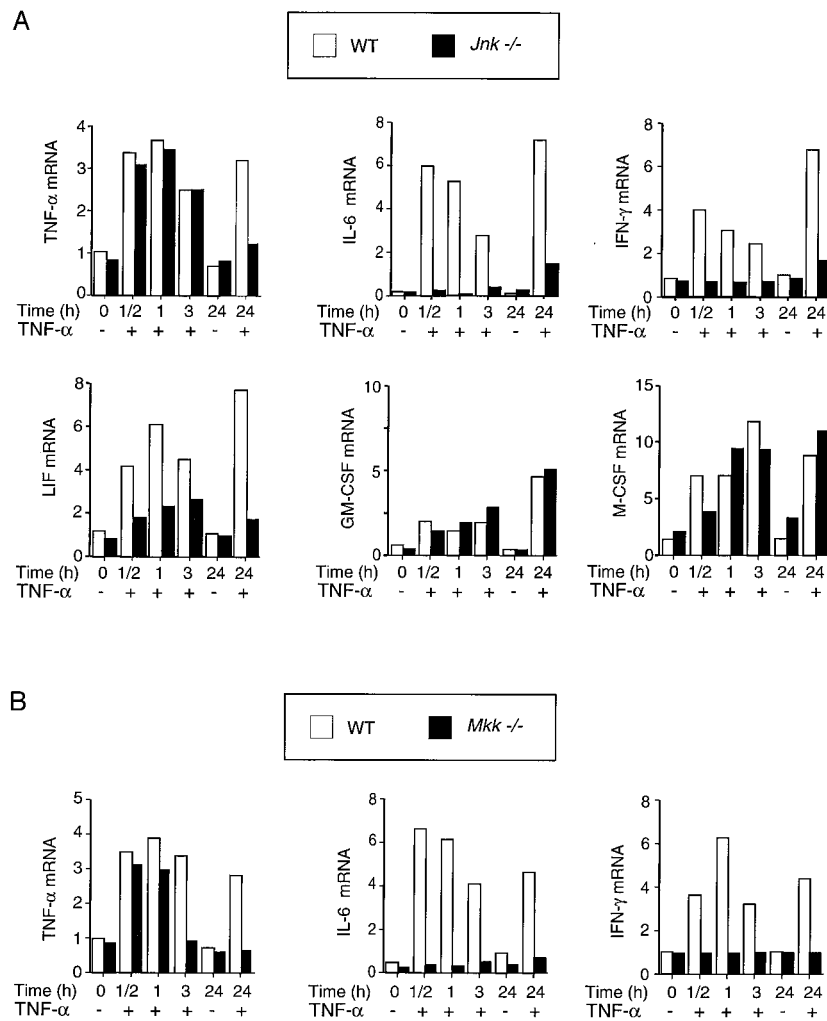 A
WT Jnk -/-
TNF-α mRNA
4
3
2
1
0
Time (h) 0 1/2 1 3 24 24
TNF-α - + + + - +
IL-6 mRNA
8
6
4
2
0
Time (h) 0 1/2 1 3 24 24
TNF-α - + + + - +
IFN-γ mRNA
8
6
4
2
0
Time (h) 0 1/2 1 3 24 24
TNF-α - + + + - +
LIF mRNA
8
6
4
2
0
Time (h) 0 1/2 1 3 24 24
TNF-α - + + + - +
GM-CSF mRNA
10
5
0
Time (h) 0 1/2 1 3 24 24
TNF-α - + + + - +
M-CSF mRNA
15
10
5
0
Time (h) 0 1/2 1 3 24 24
TNF-α - + + + - +
B
WT Mkk -/-
TNF-α mRNA
5
4
3
2
1
0
Time (h) 0 1/2 1 3 24 24
TNF-α - + + + - +
IL-6 mRNA
8
6
4
2
0
Time (h) 0 1/2 1 3 24 24
TNF-α - + + + - +
IFN-γ mRNA
8
6
4
2
0
Time (h) 0 1/2 1 3 24 24
TNF-α - + + + - +